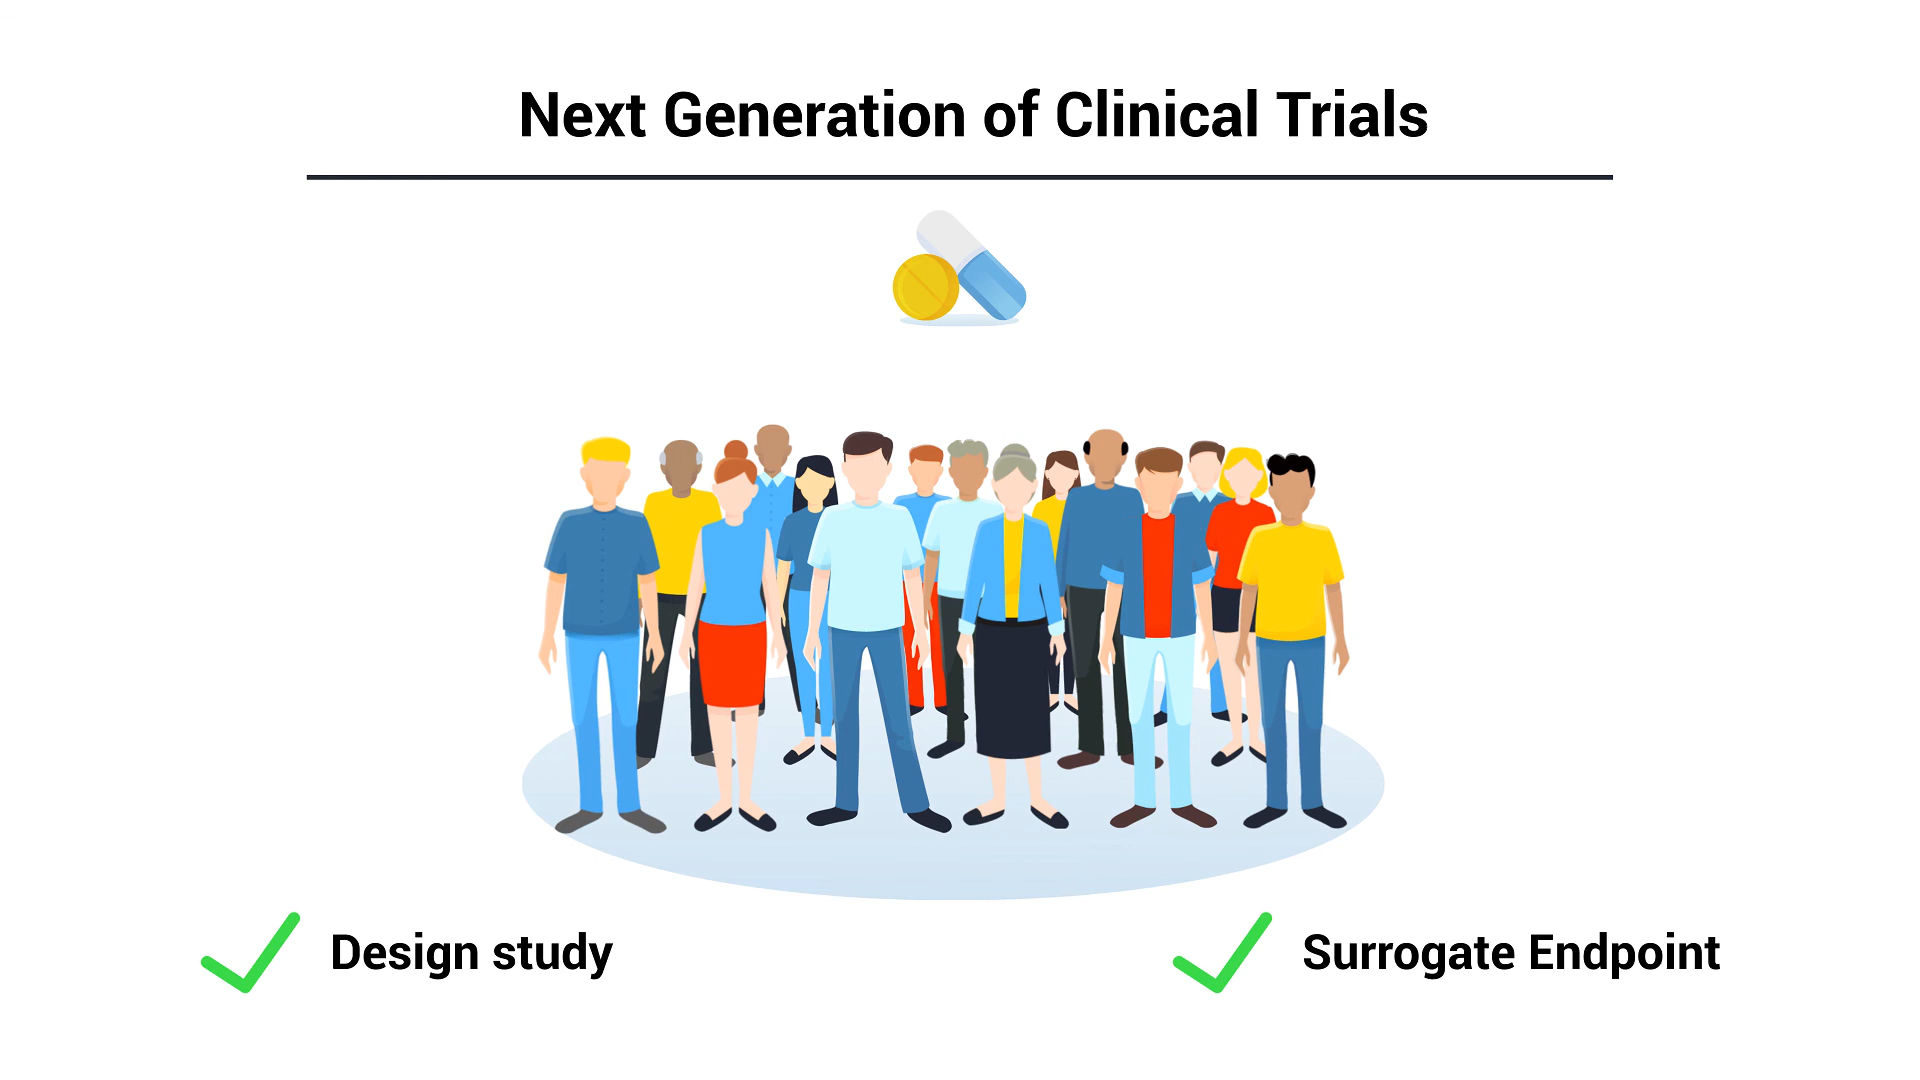 Next Generation of Clinical Trials
Design study
Surrogate Endpoint